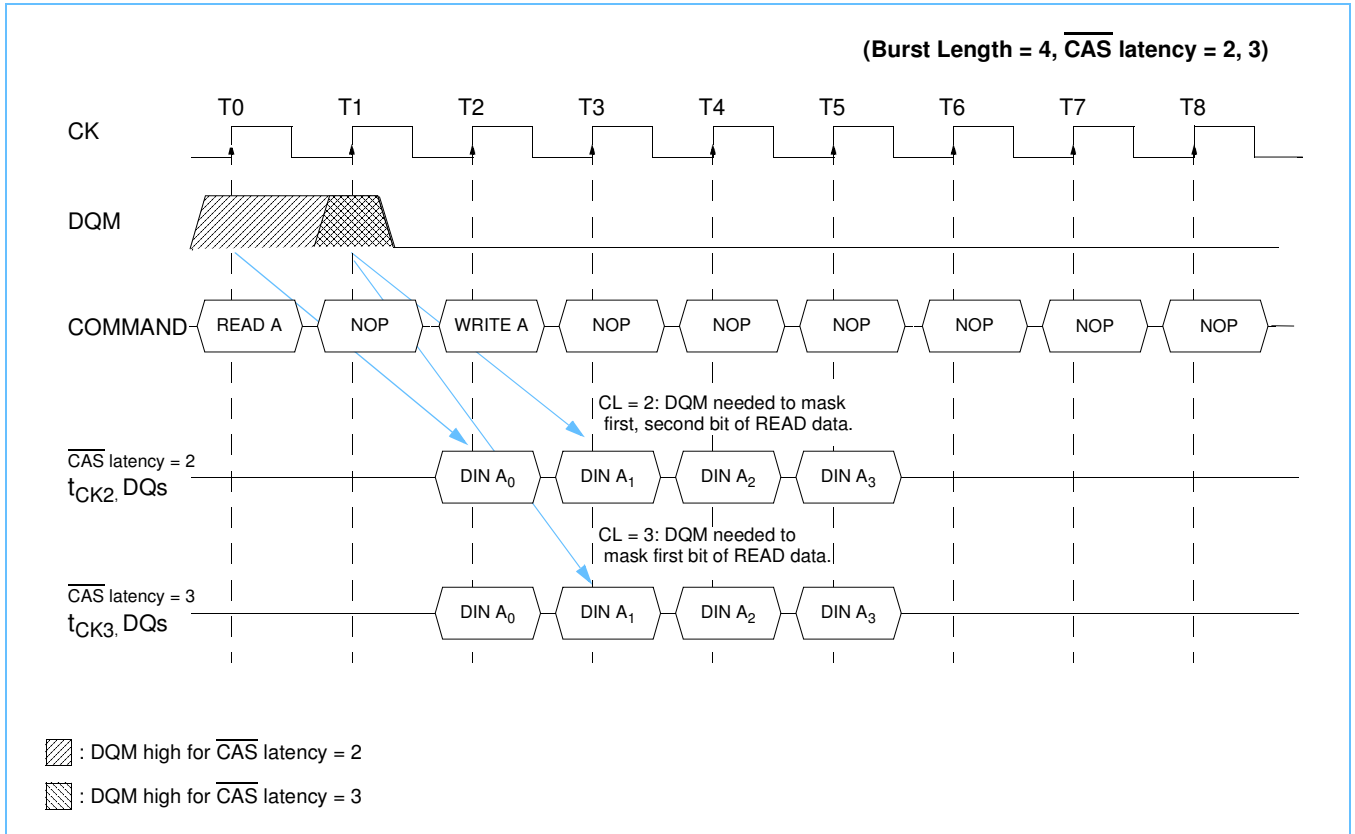 (Burst Length = 4, CAS latency = 2, 3)
T0 T1 T2 T3 T4 T5 T6 T7 T8
CK
DQM
COMMAND READ A NOP WRITE A NOP NOP NOP NOP NOP NOP
CL = 2: DQM needed to mask
first, second bit of READ data.
CAS latency = 2
tCK2, DQs
DIN A0 DIN A1 DIN A2 DIN A3
CL = 3: DQM needed to
mask first bit of READ data.
CAS latency = 3
tCK3, DQs
DIN A0 DIN A1 DIN A2 DIN A3
: DQM high for CAS latency = 2
: DQM high for CAS latency = 3